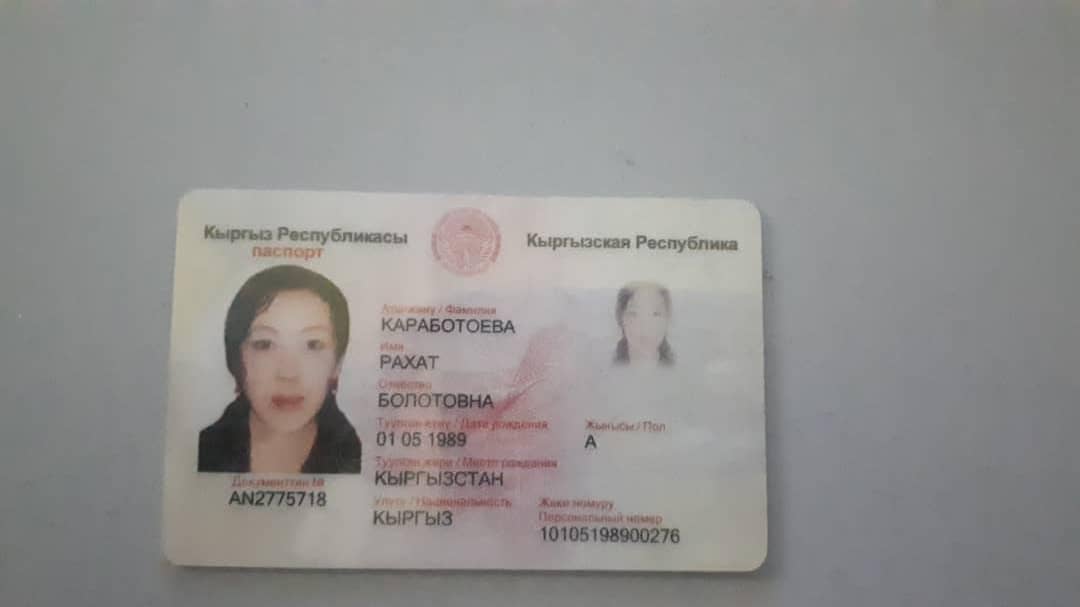 Кыргыз Республикасы
паспорт
Кыргызская Республика
Аты-жөнү / Фамилия
КАРАБОТОЕВА
Имя
РАХАТ
Отчество
БОЛОТОВНА
Туулган күнү / Дата рождения
01 05 1989
Жынысы / Пол
А
Туулган жери / Место рождения
КЫРГЫЗСТАН
Документтин №
AN2775718
Улуту / Национальность
КЫРГЫЗ
Жеке номуру
Персональный номер
10105198900276